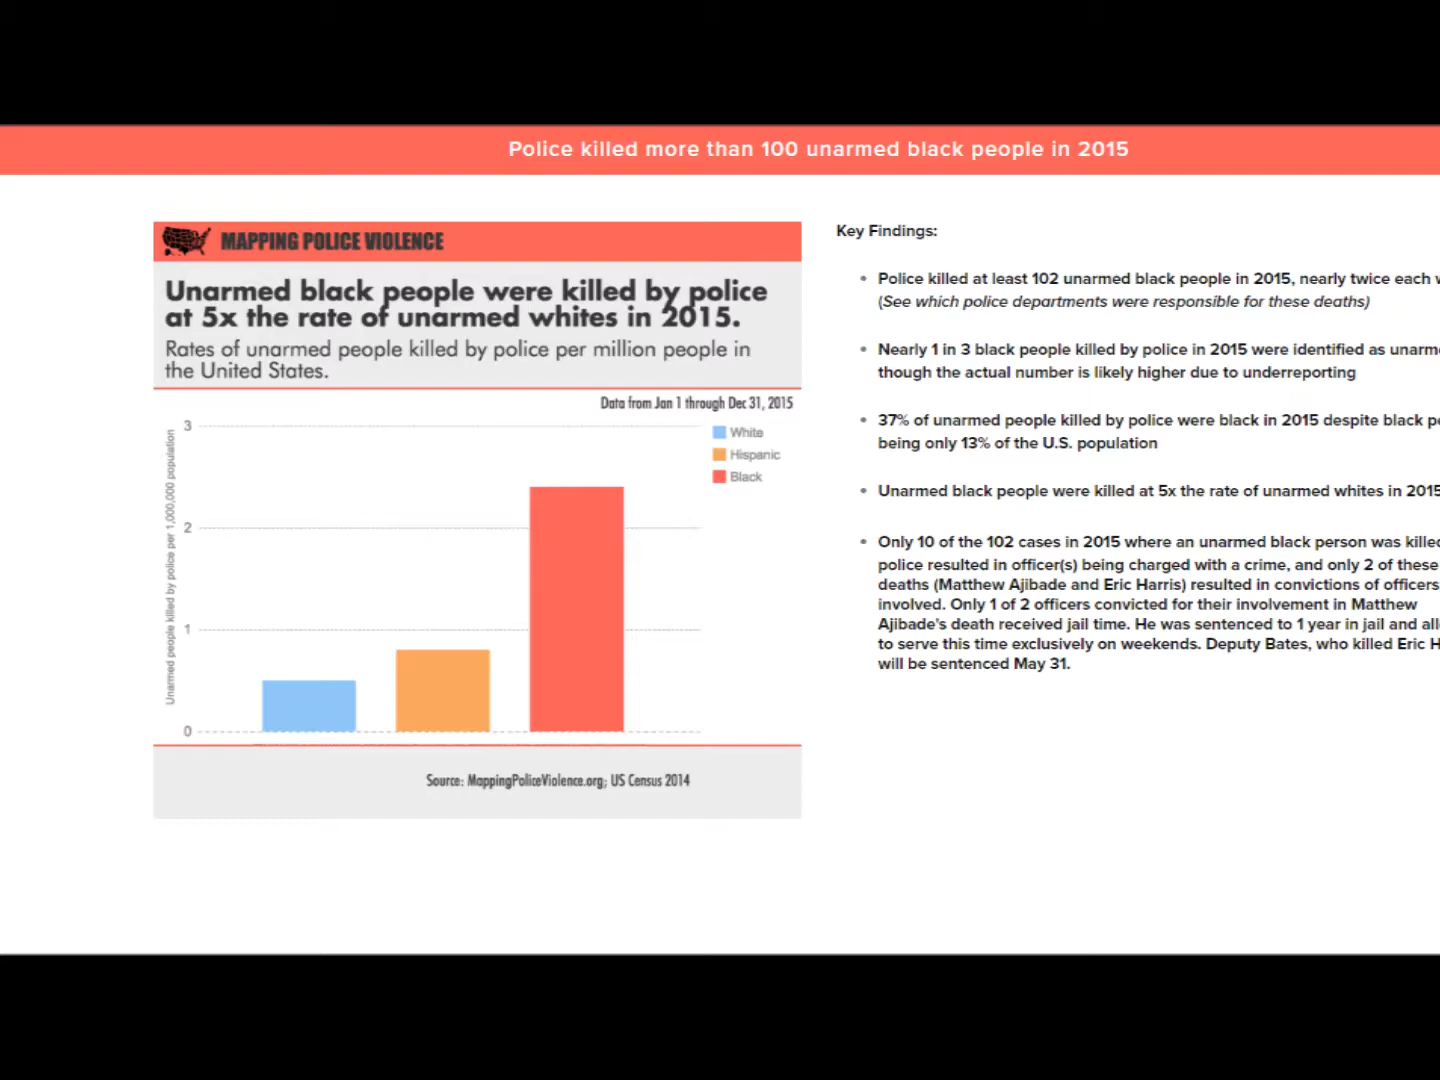 Police killed more than 100 unarmed black people in 2015
MAPPING POLICE VIOLENCE
Unarmed black people were killed by police
at 5x the rate of unarmed whites in 2015.
Rates of unarmed people killed by police per million people in
the United States.
Data from Jan 1 through Dec 31, 2015
Unarmed people killed by police per 1,000,000 population
3
2
1
0
White
Hispanic
Black
Source: MappingPoliceViolence.org; US Census 2014
Key Findings:
• Police killed at least 102 unarmed black people in 2015, nearly twice each
(See which police departments were responsible for these deaths)
• Nearly 1 in 3 black people killed by police in 2015 were identified as
though the actual number is likely higher due to underreporting
• 37% of unarmed people killed by police were black in 2015 despite black
being only 13% of the U.S. population
• Unarmed black people were killed at 5x the rate of unarmed whites in 2015
• Only 10 of the 102 cases in 2015 where an unarmed black person was killed
police resulted in officer(s) being charged with a crime, and only 2 of these
deaths (Matthew Ajibade and Eric Harris) resulted in convictions of officers
involved. Only 1 of 2 officers convicted for their involvement in Matthew
Ajibade's death received jail time. He was sentenced to 1 year in jail and
to serve this time exclusively on weekends. Deputy Bates, who killed Eric
will be sentenced May 31.